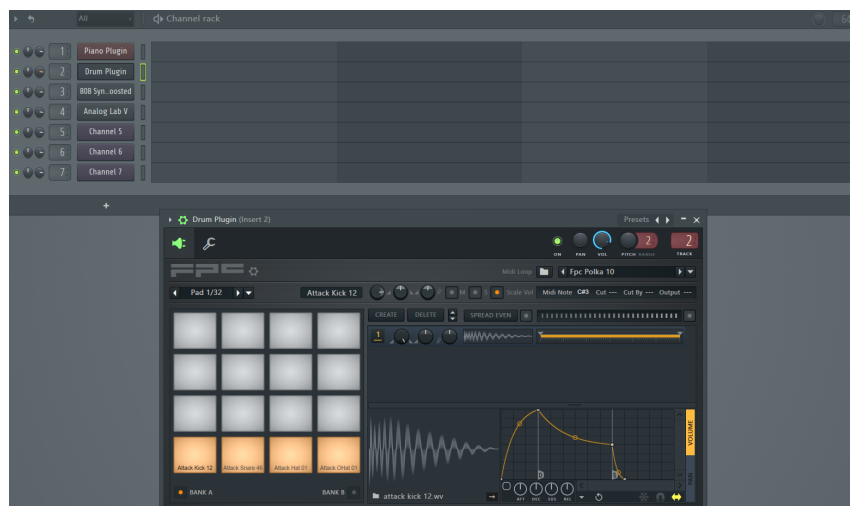 All
Channel rack
1 Piano Plugin
2 Drum Plugin
3 808 Syn..oosted
4 Analog Lab V
5 Channel 5
6 Channel 6
7 Channel 7
+
Drum Plugin (Insert 2) Presets
2 2
ON PAN VOL PITCH RANGE TRACK
FPC Midi Loop Fpc Polka 10
Pad 1/32 Attack Kick 12 M S Scale Vol Midi Note C#3 Cut --- Cut By --- Output ---
CREATE DELETE SPREAD EVEN
1
VOLUME
Attack Kick 12 Attack Snare 46 Attack Hat 01 Attack OHat 01
PAN
BANK A BANK B
attack kick 12.wv
ATT DEC SUS REL